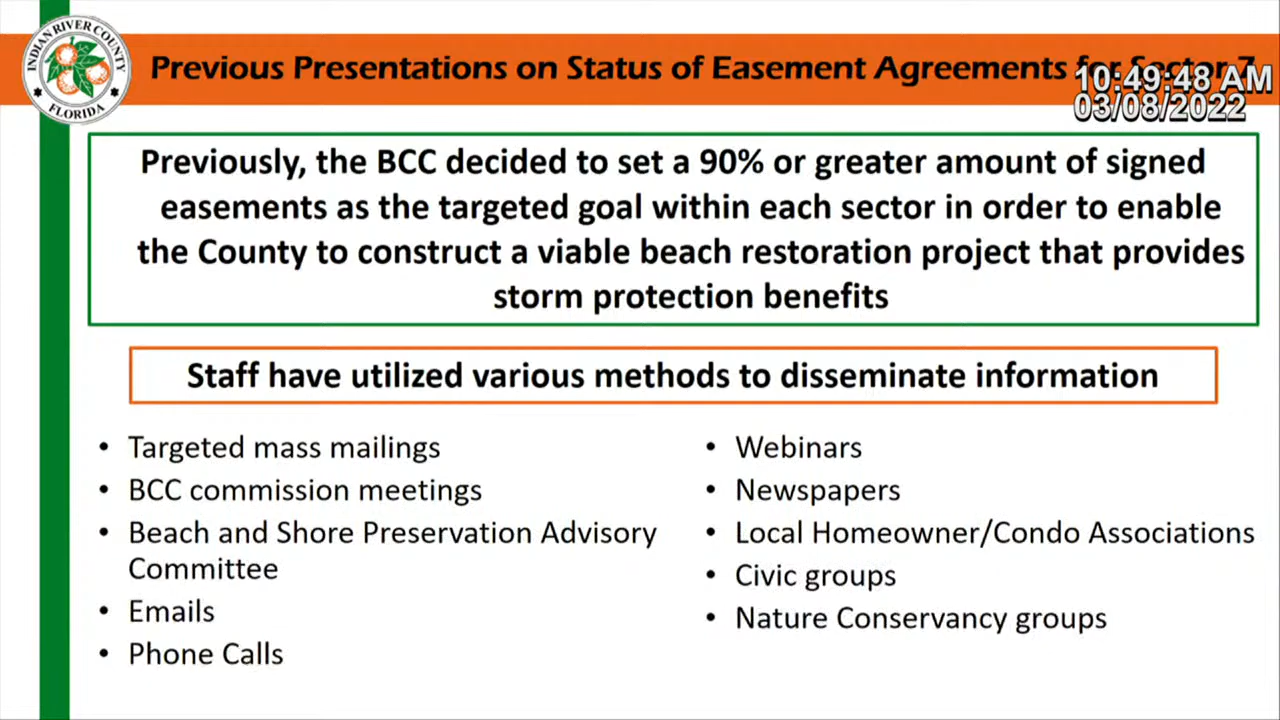 INDIAN RIVER COUNTY
FLORIDA
Previous Presentations on Status of Easement Agreements for Sector 7
10:49:48 AM
03/08/2022
Previously, the BCC decided to set a 90% or greater amount of signed
easements as the targeted goal within each sector in order to enable
the County to construct a viable beach restoration project that provides
storm protection benefits
Staff have utilized various methods to disseminate information
• Targeted mass mailings
• BCC commission meetings
• Beach and Shore Preservation Advisory
Committee
• Emails
• Phone Calls
• Webinars
• Newspapers
• Local Homeowner/Condo Associations
• Civic groups
• Nature Conservancy groups